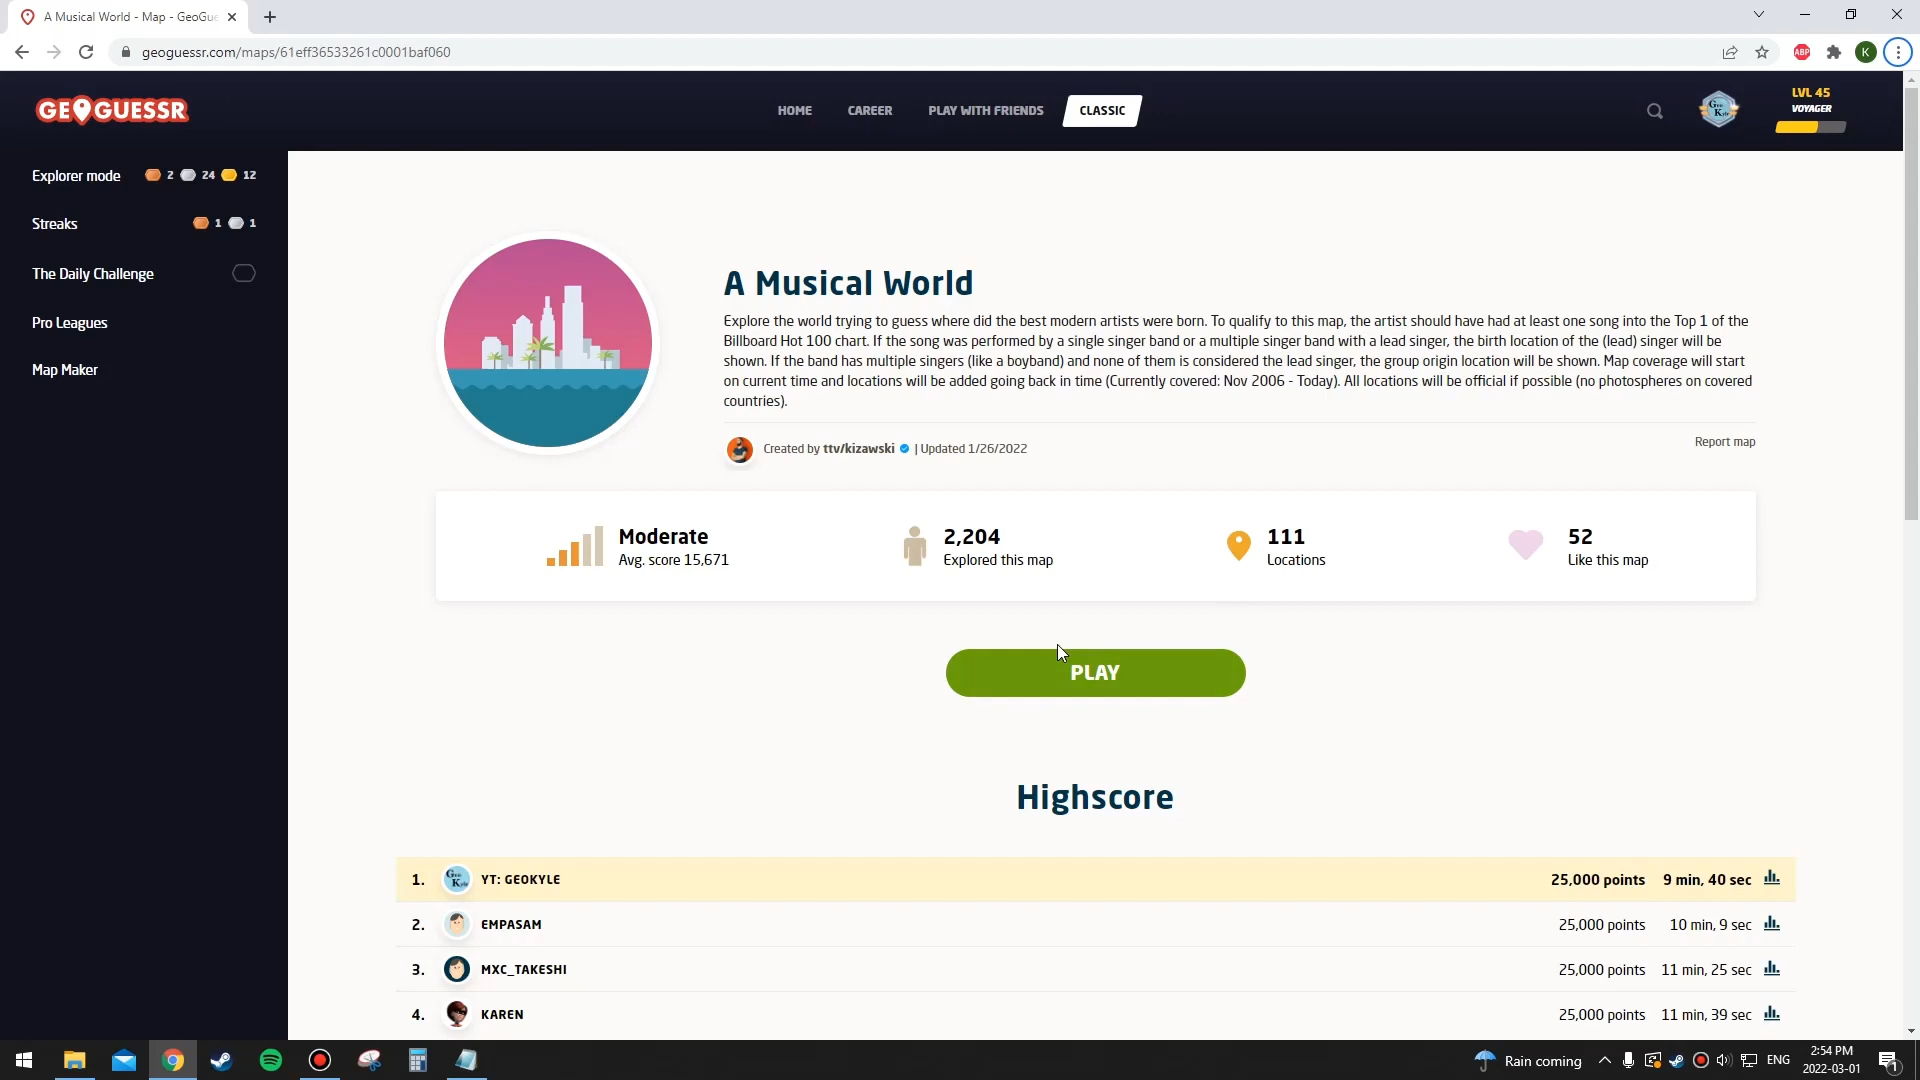 A Musical World - Map - GeoGue
geoguessr.com/maps/61eff36533261c0001baf060
ABP
K
GEOGUESSR
HOME
CAREER
PLAY WITH FRIENDS
CLASSIC
Geo Kyle
LVL 45
VOYAGER
Explorer mode
2
24
12
Streaks
1
1
The Daily Challenge
Pro Leagues
Map Maker
A Musical World
Explore the world trying to guess where did the best modern artists were born. To qualify to this map, the artist should have had at least one song into the Top 1 of the
Billboard Hot 100 chart. If the song was performed by a single singer band or a multiple singer band with a lead singer, the birth location of the (lead) singer will be
shown. If the band has multiple singers (like a boyband) and none of them is considered the lead singer, the group origin location will be shown. Map coverage will start
on current time and locations will be added going back in time (Currently covered: Nov 2006 - Today). All locations will be official if possible (no photospheres on covered
countries).
Created by ttv/kizawski | Updated 1/26/2022
Report map
Moderate
Avg. score 15,671
2,204
Explored this map
111
Locations
52
Like this map
PLAY
Highscore
1. Geo Kyle YT: GEOKYLE 25,000 points 9 min, 40 sec
2. EMPASAM 25,000 points 10 min, 9 sec
3. MXC_TAKESHI 25,000 points 11 min, 25 sec
4. KAREN 25,000 points 11 min, 39 sec
Rain coming
ENG
2:54 PM
2022-03-01
1